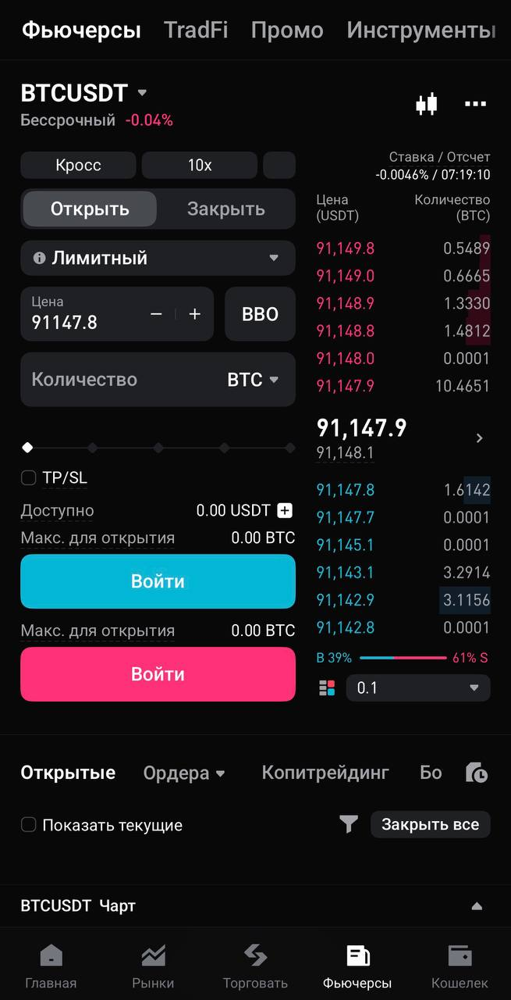 Фьючерсы TradFi Промо Инструменты
BTCUSDT
Бессрочный -0.04%
Кросс 10x
Открыть Закрыть
Лимитный
Цена
91147.8 − + BBO
Количество BTC
TP/SL
Доступно 0.00 USDT
Макс. для открытия 0.00 BTC
Войти
Макс. для открытия 0.00 BTC
Войти
Ставка / Отсчет
-0.0046% / 07:19:10
Цена Количество
(USDT) (BTC)
91,149.8 0.5489
91,149.0 0.6665
91,148.9 1.3330
91,148.8 1.4812
91,148.0 0.0001
91,147.9 10.4651
91,147.9
91,148.1
91,147.8 1.6142
91,147.7 0.0001
91,145.1 0.0001
91,143.1 3.2914
91,142.9 3.1156
91,142.8 0.0001
B 39% 61% S
0.1
Открытые Ордера Копитрейдинг Бо
Показать текущие Закрыть все
BTCUSDT Чарт
Главная Рынки Торговать Фьючерсы Кошелек